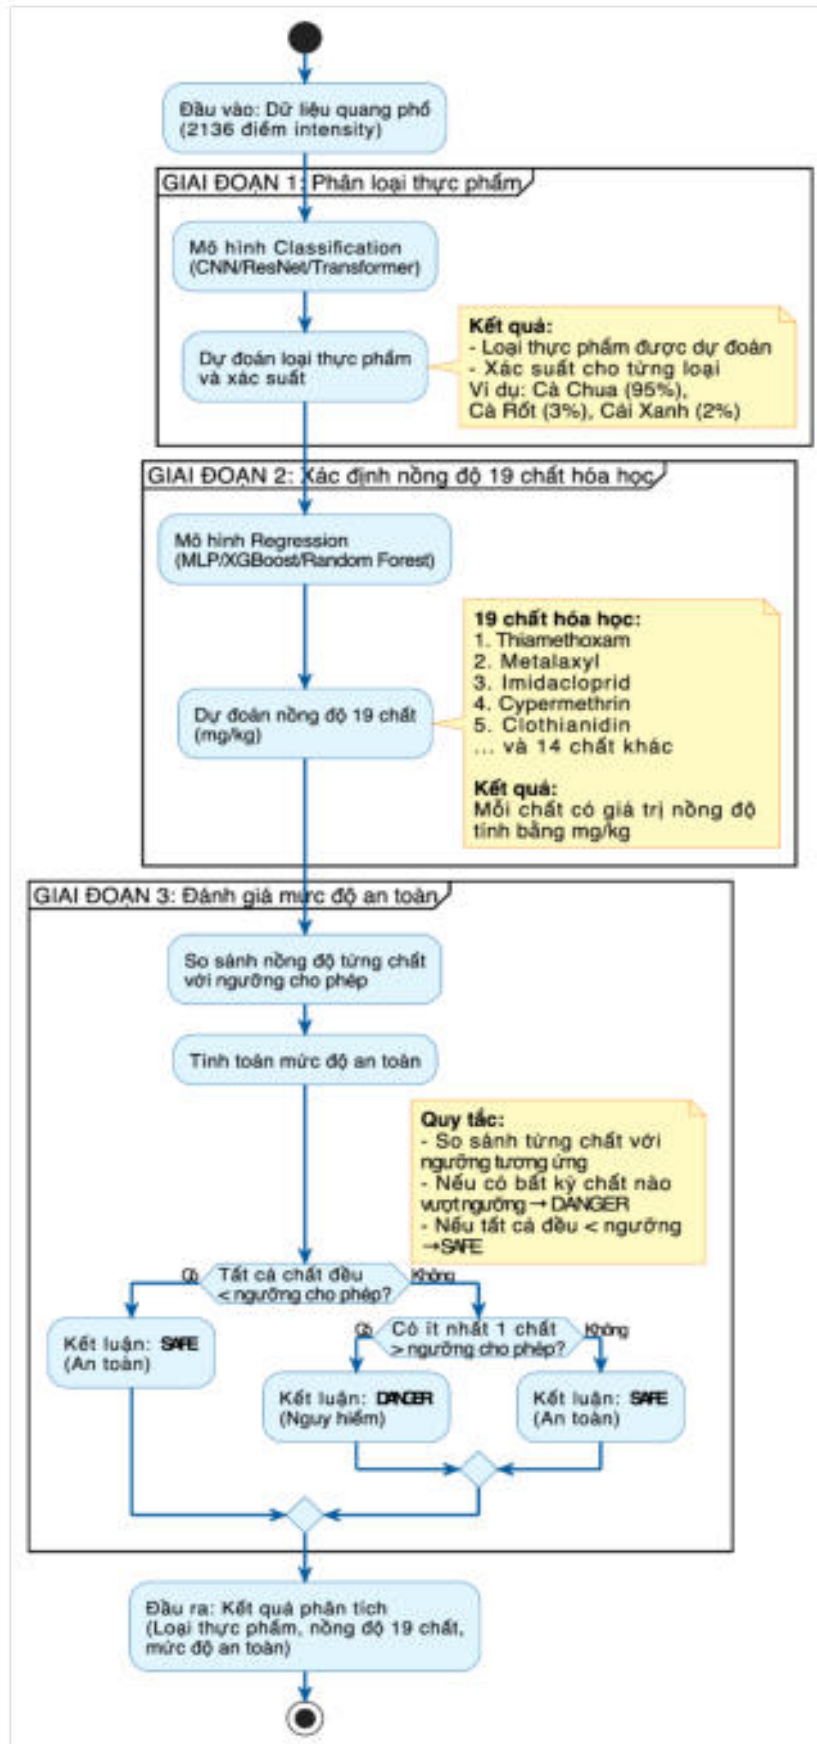 Đầu vào: Dữ liệu quang phổ
(2136 điểm intensity)
GIAI ĐOẠN 1: Phân loại thực phẩm
Mô hình Classification
(CNN/ResNet/Transformer)
Dự đoán loại thực phẩm
và xác suất
Kết quả:
- Loại thực phẩm được dự đoán
- Xác suất cho từng loại
Ví dụ: Cà Chua (95%),
Cà Rốt (3%), Cải Xanh (2%)
GIAI ĐOẠN 2: Xác định nồng độ 19 chất hóa học
Mô hình Regression
(MLP/XGBoost/Random Forest)
Dự đoán nồng độ 19 chất
(mg/kg)
19 chất hóa học:
1. Thiamethoxam
2. Metalaxyl
3. Imidacloprid
4. Cypermethrin
5. Clothianidin
... và 14 chất khác
Kết quả:
Mỗi chất có giá trị nồng độ
tính bằng mg/kg
GIAI ĐOẠN 3: Đánh giá mức độ an toàn
So sánh nồng độ từng chất
với ngưỡng cho phép
Tính toán mức độ an toàn
Quy tắc:
- So sánh từng chất với
ngưỡng tương ứng
- Nếu có bất kỳ chất nào
vượt ngưỡng → DANGER
- Nếu tất cả đều < ngưỡng
→ SAFE
Có
Tất cả chất đều
< ngưỡng cho phép?
Không
Kết luận: SAFE
(An toàn)
Có
Có ít nhất 1 chất
> ngưỡng cho phép?
Không
Kết luận: DANGER
(Nguy hiểm)
Kết luận: SAFE
(An toàn)
Đầu ra: Kết quả phân tích
(Loại thực phẩm, nồng độ 19 chất,
mức độ an toàn)